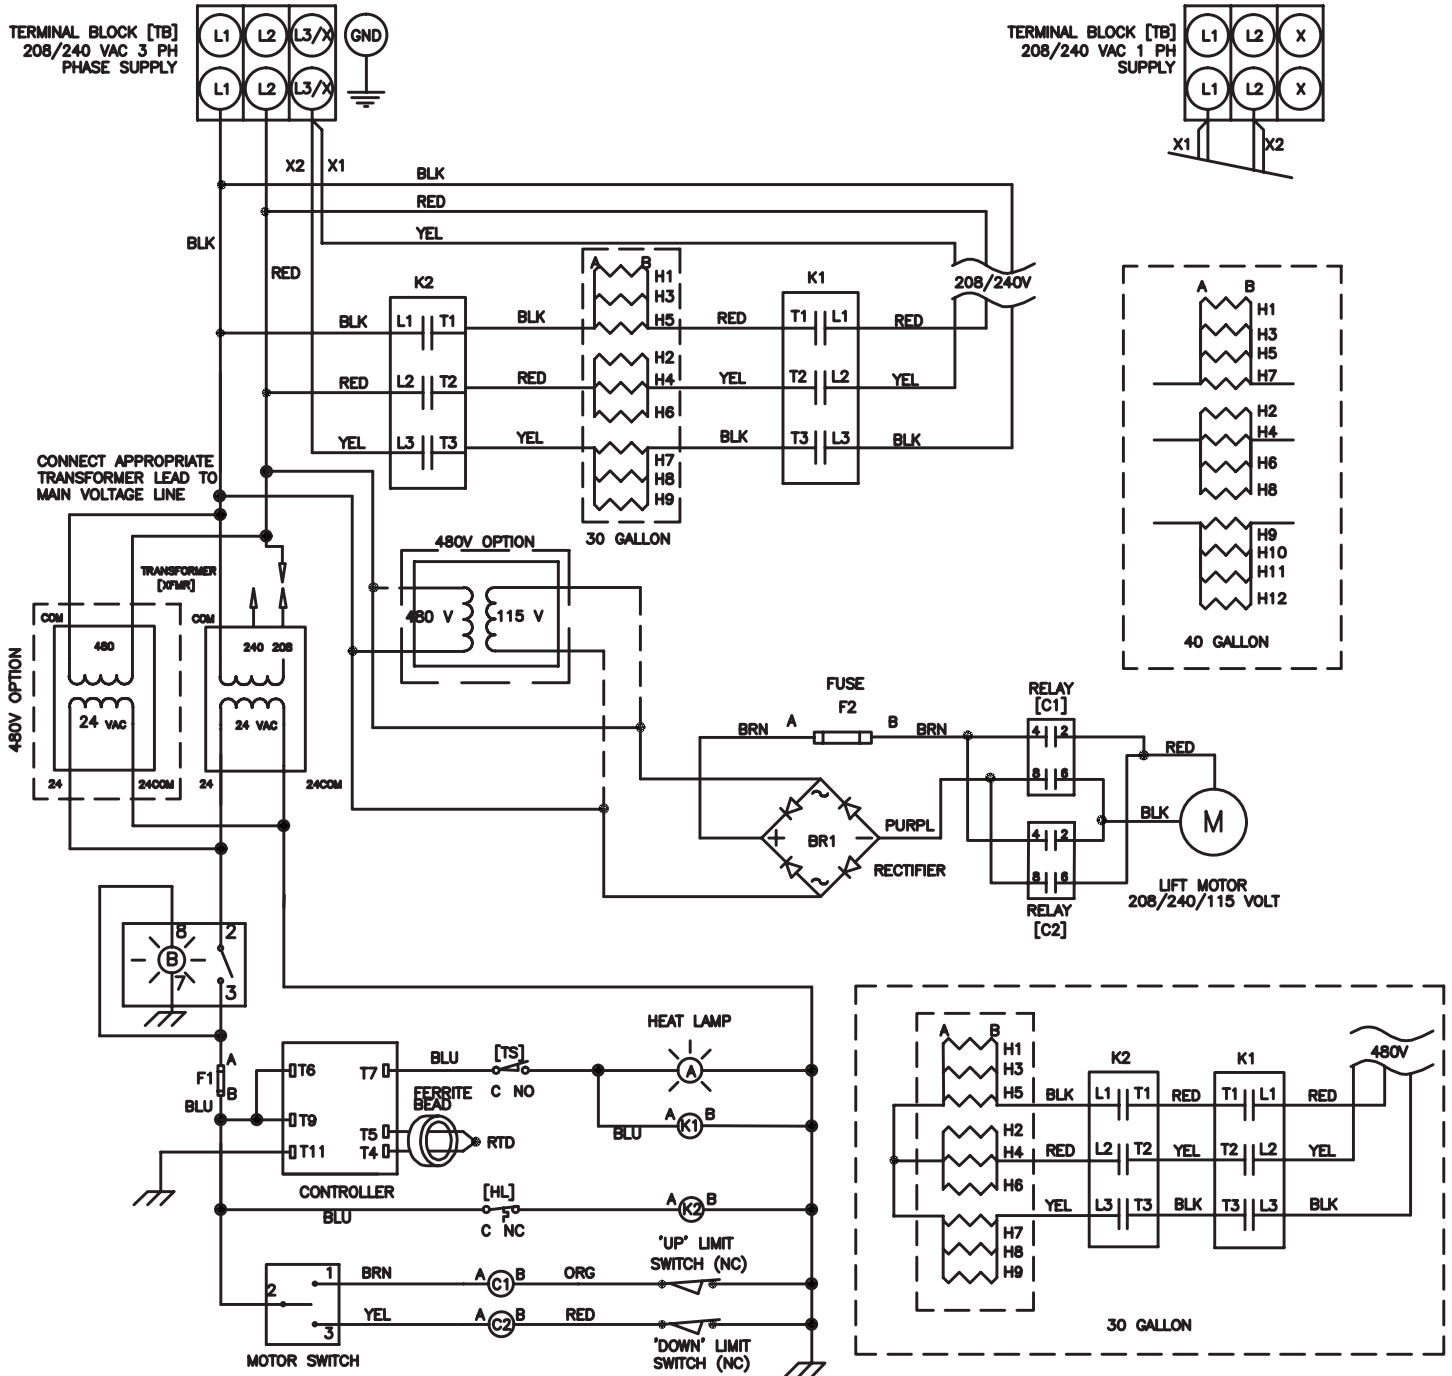 TERMINAL BLOCK [TB]
208/240 VAC 3 PH
PHASE SUPPLY
L1 L2 L3/X GND
L1 L2 L3/X
TERMINAL BLOCK [TB]
208/240 VAC 1 PH
SUPPLY
L1 L2 X
L1 L2 X
X1 X2
X2 X1
BLK
RED
YEL
BLK
RED
208/240V
K2
BLK L1 T1 BLK
RED L2 T2 RED
YEL L3 T3 YEL
A B
H1
H3
H5
H2
H4
H6
H7
H8
H9
30 GALLON
K1
RED T1 L1 RED
YEL T2 L2 YEL
BLK T3 L3 BLK
A B
H1
H3
H5
H7
H2
H4
H6
H8
H9
H10
H11
H12
40 GALLON
CONNECT APPROPRIATE
TRANSFORMER LEAD TO
MAIN VOLTAGE LINE
TRANSFORMER
[XFMR]
480V OPTION
COM
480
24 VAC
24 24COM
COM
240 208
24 VAC
24 24COM
480V OPTION
480 V 115 V
FUSE
F2
BRN A B BRN
BR1
PURPL
RECTIFIER
RELAY
[C1]
4 2
8 6
4 2
8 6
RELAY
[C2]
RED
BLK
M
LIFT MOTOR
208/240/115 VOLT
8 2
B
7 3
A
F1
B
BLU
T6
T9
T11
T7
T5
T4
CONTROLLER
BLU
[TS]
C NO
FERRITE
BEAD
RTD
HEAT LAMP
A
BLU
A K1 B
BLU
[HL]
C NC
A K2 B
'UP' LIMIT
SWITCH (NC)
1
2
3
MOTOR SWITCH
BRN A C1 B ORG
YEL A C2 B RED
'DOWN' LIMIT
SWITCH (NC)
A B
H1
H3
H5
H2
H4
H6
H7
H8
H9
K2 K1
480V
BLK L1 T1 RED T1 L1 RED
RED L2 T2 YEL T2 L2 YEL
YEL L3 T3 BLK T3 L3 BLK
30 GALLON